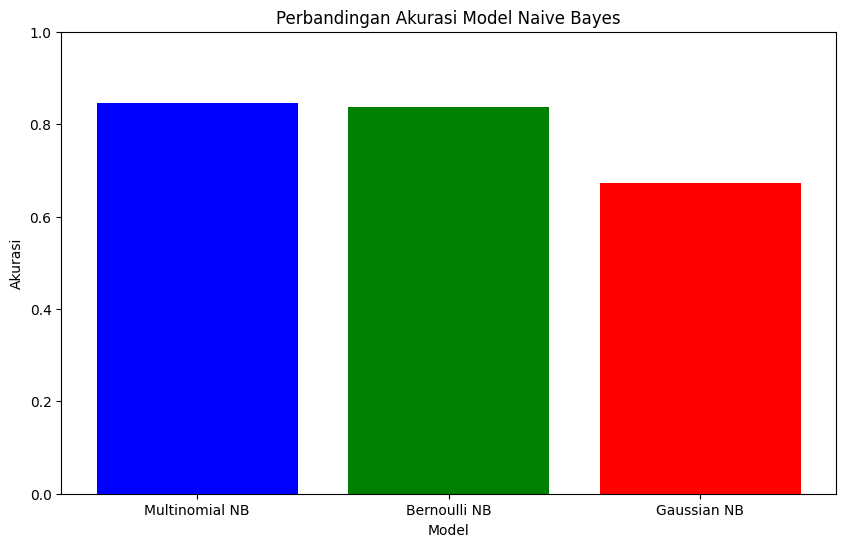 Perbandingan Akurasi Model Naive Bayes
Akurasi
1.0
0.8
0.6
0.4
0.2
0.0
Multinomial NB
Bernoulli NB
Gaussian NB
Model